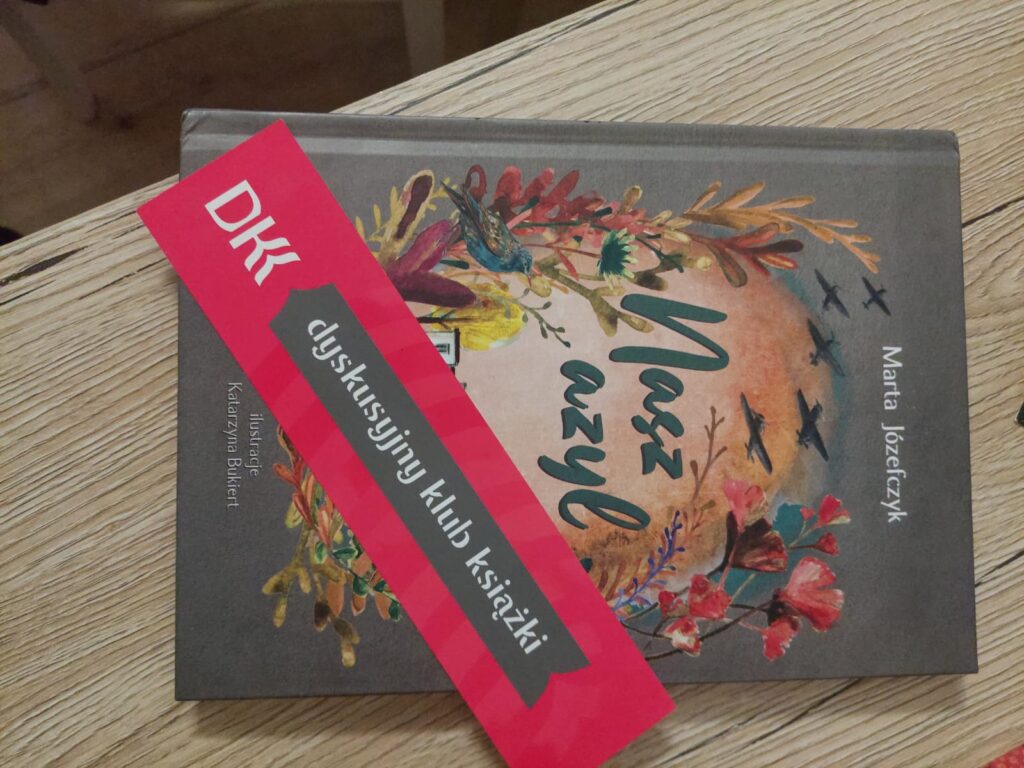 Marta Józefczyk
Nasz
azyl
ilustracje
Katarzyna Bukiert
DKK
dyskusyjny klub książki